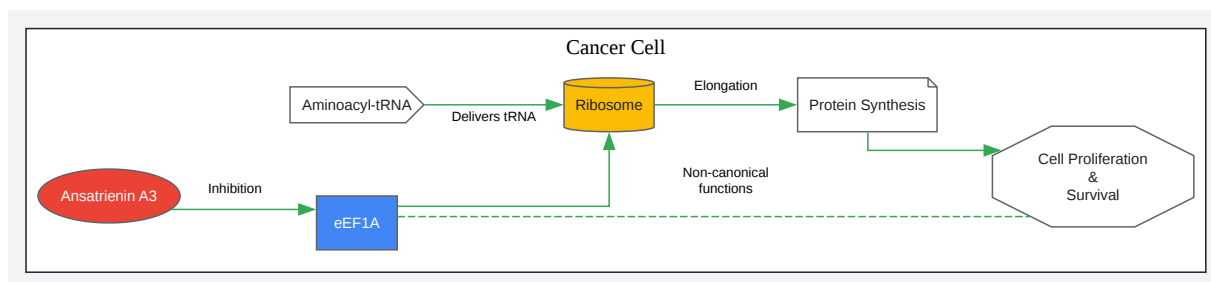 Cancer Cell
Aminoacyl-tRNA
Delivers tRNA
Ribosome
Elongation
Protein Synthesis
Cell Proliferation
&
Survival
Non-canonical
functions
Ansatrienin A3
Inhibition
eEF1A